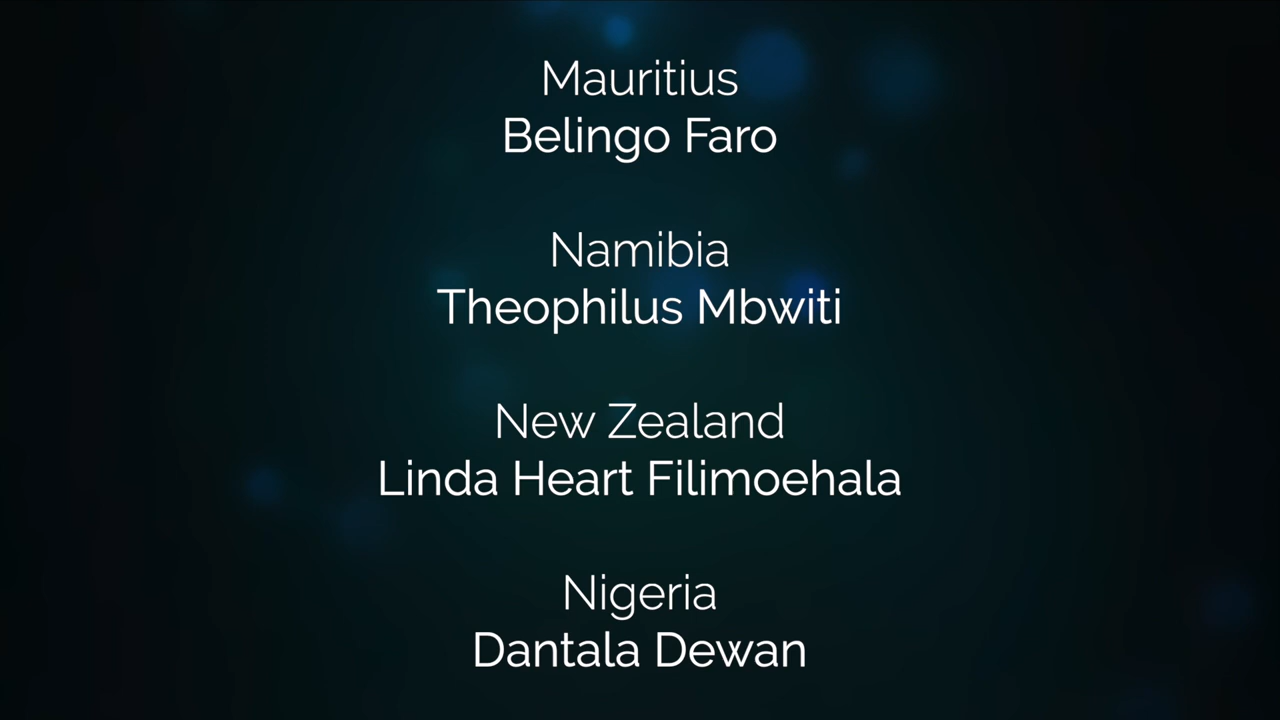 Mauritius
Belingo Faro
Namibia
Theophilus Mbwiti
New Zealand
Linda Heart Filimoehala
Nigeria
Dantala Dewan